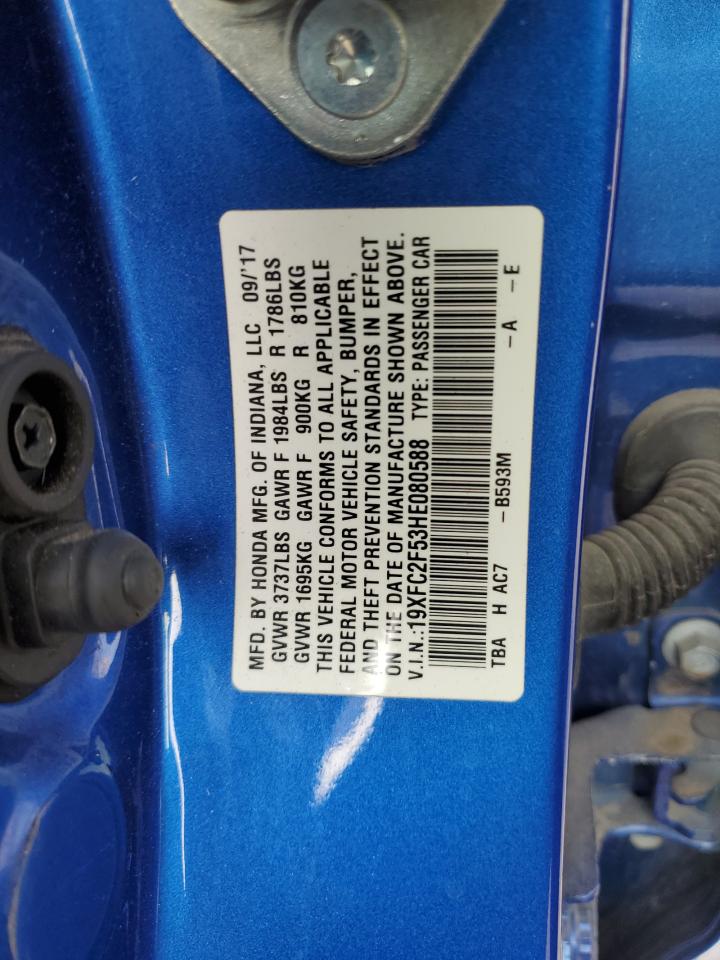 MFD. BY HONDA MFG. OF INDIANA, LLC 09/'17
GVWR 3737LBS GAWR F 1984LBS R 1786LBS
GVWR 1695KG GAWR F 900KG R 810KG
THIS VEHICLE CONFORMS TO ALL APPLICABLE
FEDERAL MOTOR VEHICLE SAFETY, BUMPER,
AND THEFT PREVENTION STANDARDS IN EFFECT
ON THE DATE OF MANUFACTURE SHOWN ABOVE.
V.I.N.:19XFC2F53HE080588 TYPE: PASSENGER CAR
TBA H AC7 -B593M -A -E